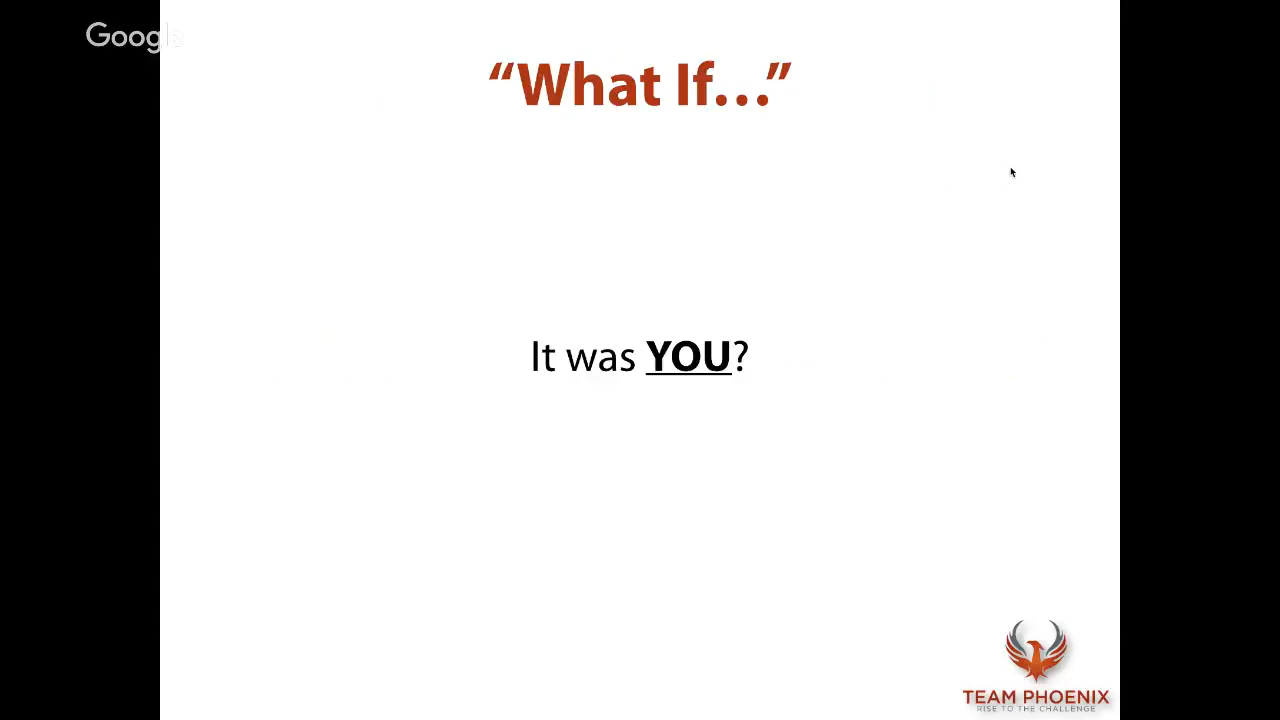 Google
“What If…”
It was YOU?
TEAM PHOENIX
RISE TO THE CHALLENGE